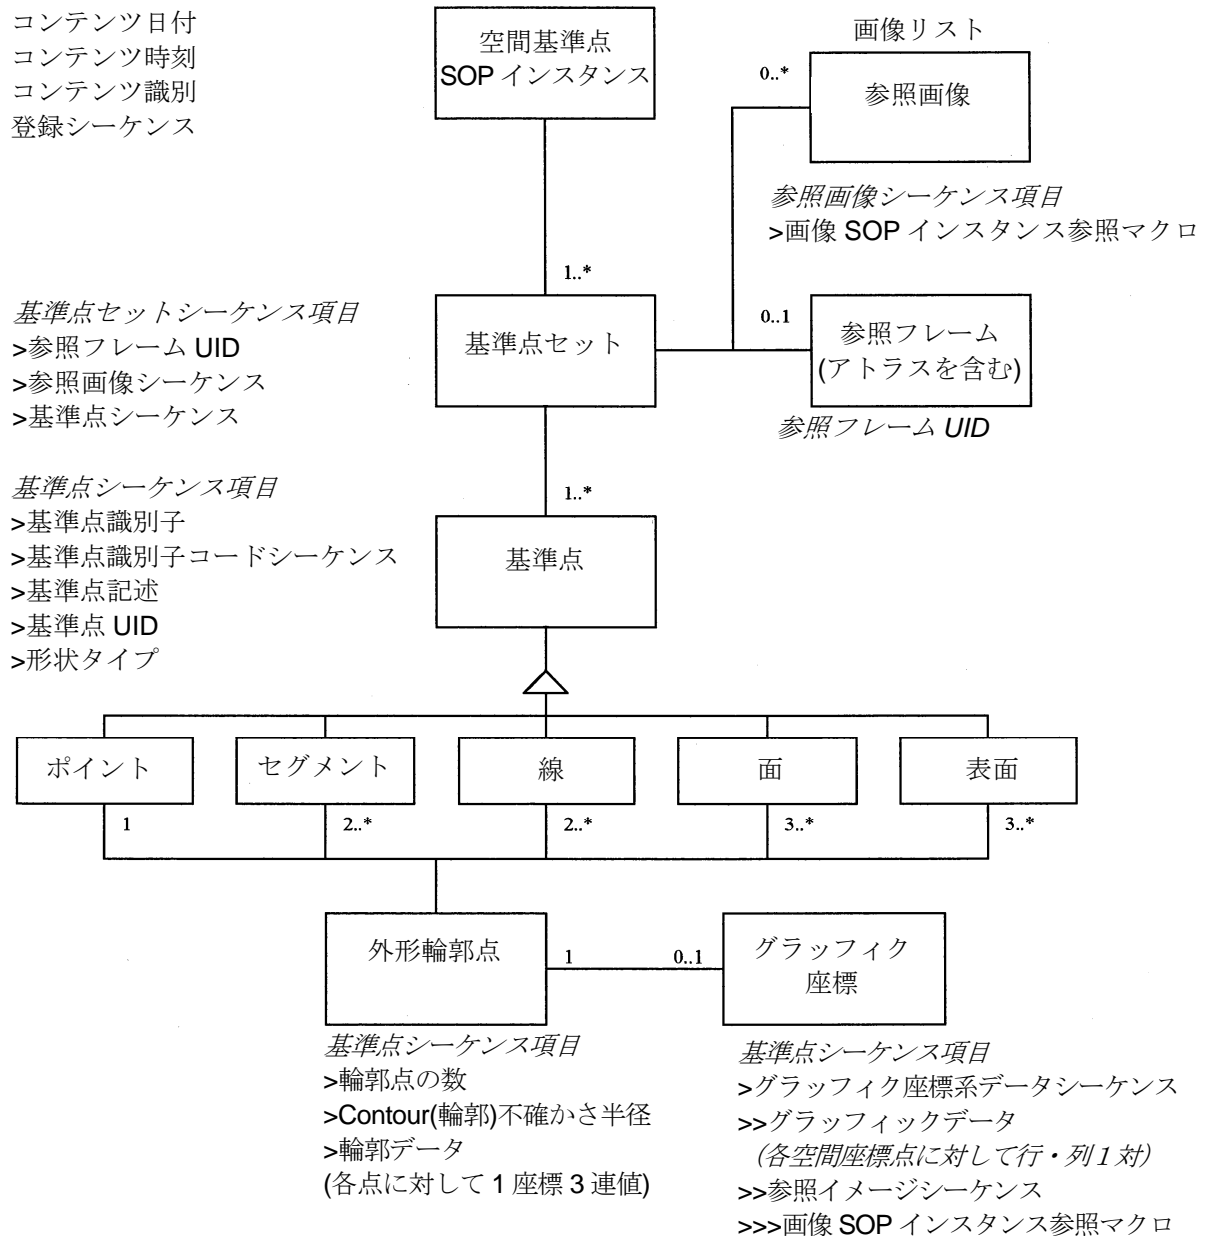 コンテンツ日付
コンテンツ時刻
コンテンツ識別
登録シーケンス
空間基準点
SOP インスタンス
画像リスト
0..*
参照画像
参照画像シーケンス項目
>画像 SOP インスタンス参照マクロ
1..*
基準点セットシーケンス項目
>参照フレーム UID
>参照画像シーケンス
>基準点シーケンス
基準点セット
0..1
参照フレーム
(アトラスを含む)
参照フレーム UID
基準点シーケンス項目
>基準点識別子
>基準点識別子コードシーケンス
>基準点記述
>基準点 UID
>形状タイプ
1..*
基準点
ポイント
セグメント
線
面
表面
1
2..*
2..*
3..*
3..*
外形輪郭点
1
0..1
グラッフィク
座標
基準点シーケンス項目
>輪郭点の数
>Contour(輪郭)不確かさ半径
>輪郭データ
(各点に対して 1 座標 3 連値)
基準点シーケンス項目
>グラッフィク座標系データシーケンス
>>グラッフィックデータ
(各空間座標点に対して行・列１対)
>>参照イメージシーケンス
>>>画像 SOP インスタンス参照マクロ